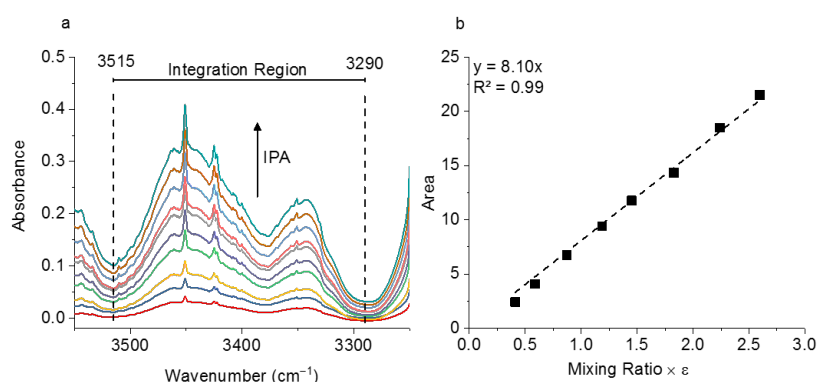 a
3515
3290
Integration Region
IPA
0.5
0.4
0.3
0.2
0.1
0.0
Absorbance
3500
3400
3300
Wavenumber (cm⁻¹)
b
y = 8.10x
R² = 0.99
25
20
15
10
5
0
Area
0.0
0.5
1.0
1.5
2.0
2.5
3.0
Mixing Ratio × ε